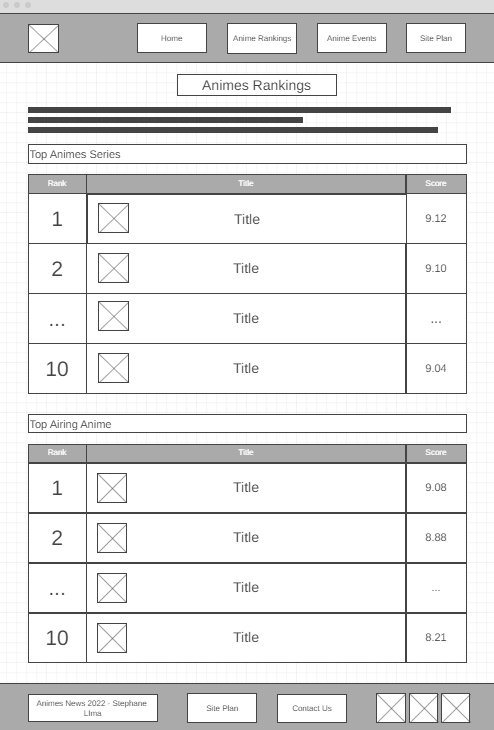 Home
Anime Rankings
Anime Events
Site Plan
Animes Rankings
Top Animes Series
Rank Title Score
1 Title 9.12
2 Title 9.10
... Title ...
10 Title 9.04
Top Airing Anime
Rank Title Score
1 Title 9.08
2 Title 8.88
... Title ...
10 Title 8.21
Animes News 2022 - Stephane
LIma
Site Plan
Contact Us